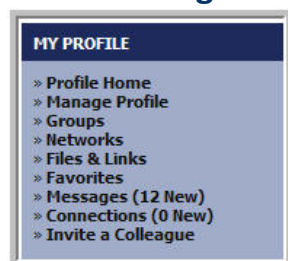 MY PROFILE
» Profile Home
» Manage Profile
» Groups
» Networks
» Files & Links
» Favorites
» Messages (12 New)
» Connections (0 New)
» Invite a Colleague